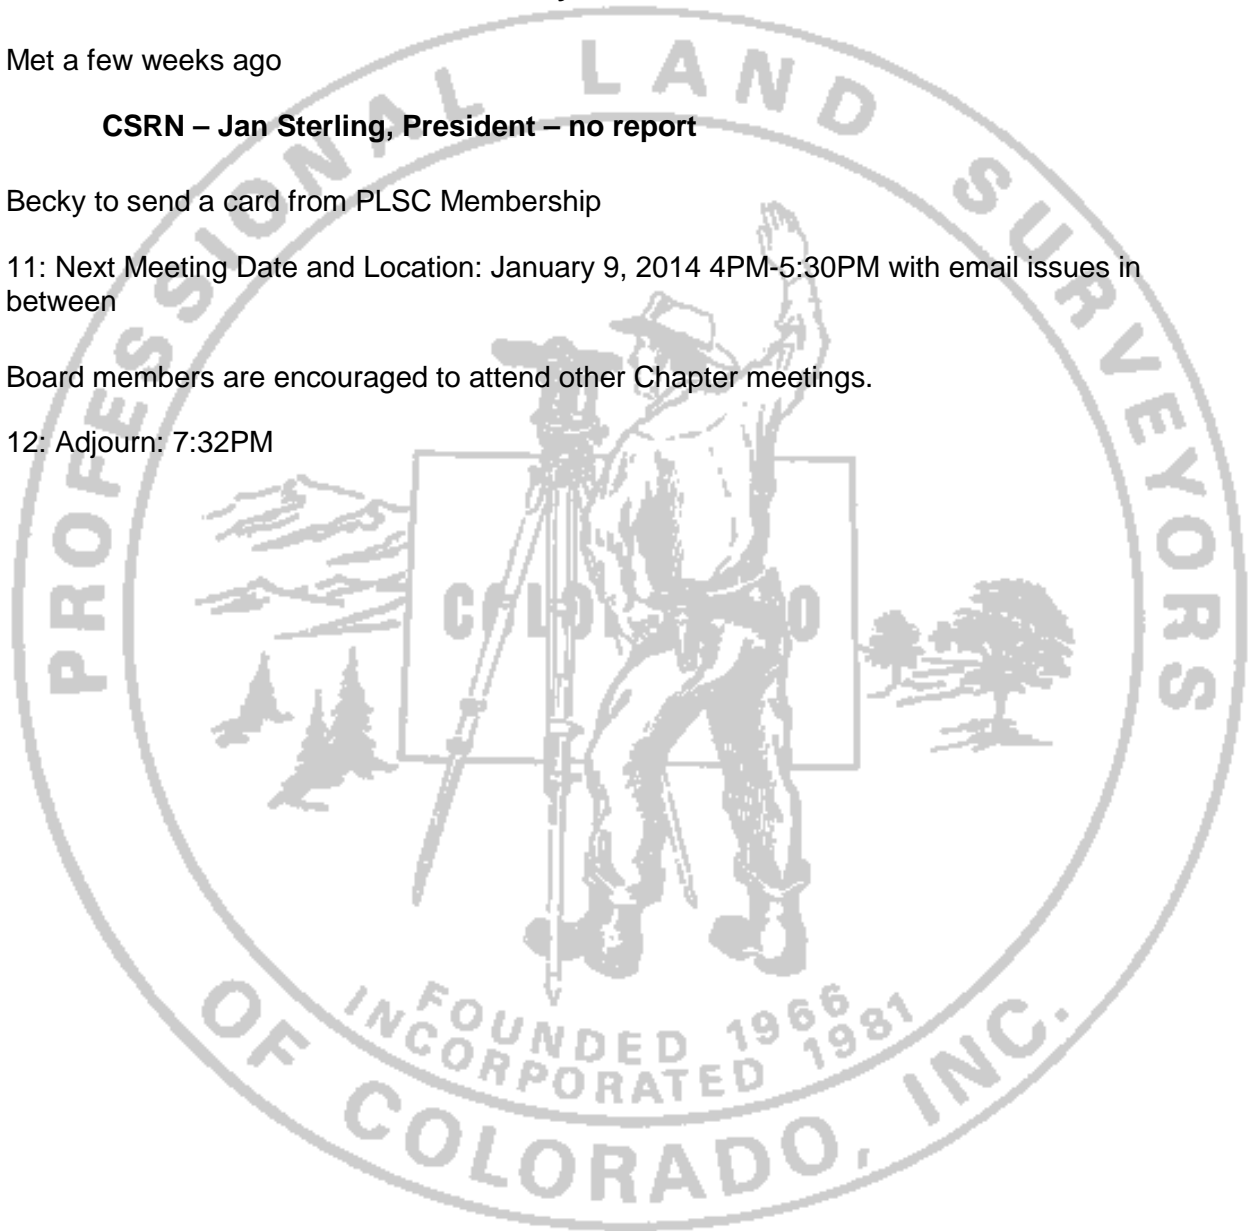 Met a few weeks ago
CSRN – Jan Sterling, President – no report
Becky to send a card from PLSC Membership
11: Next Meeting Date and Location: January 9, 2014 4PM-5:30PM with email issues in
between
Board members are encouraged to attend other Chapter meetings.
12: Adjourn: 7:32PM
PROFESSIONAL LAND SURVEYORS
COLORADO
FOUNDED 1966
INCORPORATED 1981
OF COLORADO, INC.